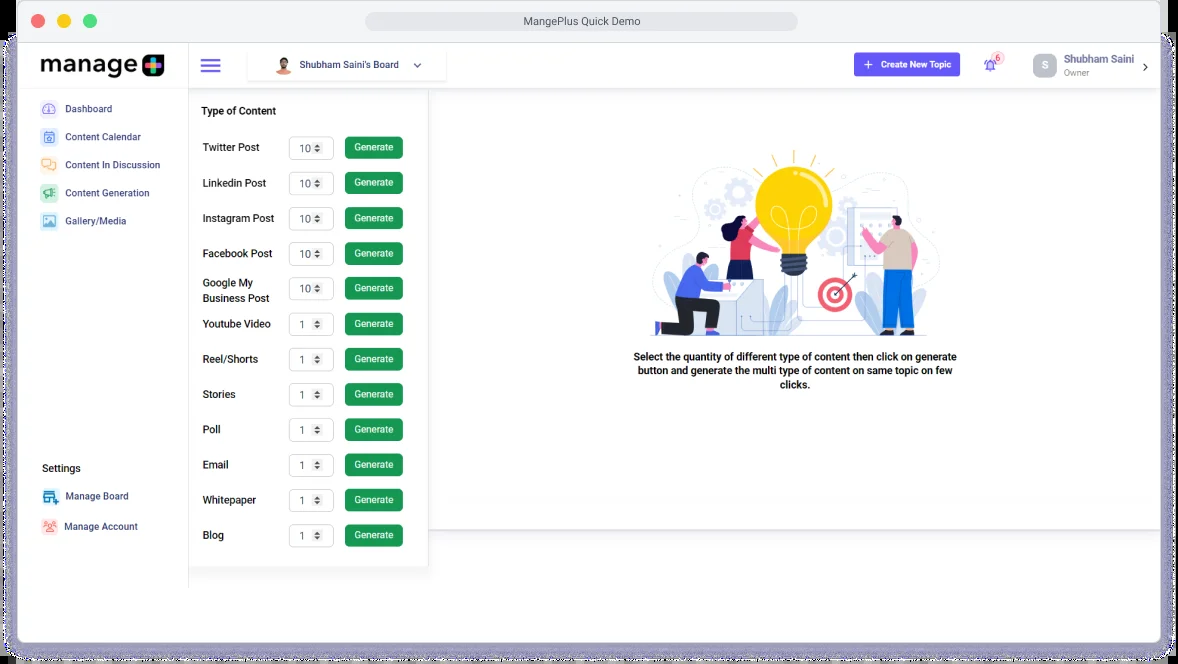 MangePlus Quick Demo
manage
Shubham Saini's Board
+ Create New Topic
6
S
Shubham Saini
Owner
Dashboard
Content Calendar
Content In Discussion
Content Generation
Gallery/Media
Settings
Manage Board
Manage Account
Type of Content
Twitter Post 10 Generate
Linkedin Post 10 Generate
Instagram Post 10 Generate
Facebook Post 10 Generate
Google My
Business Post 10 Generate
Youtube Video 1 Generate
Reel/Shorts 1 Generate
Stories 1 Generate
Poll 1 Generate
Email 1 Generate
Whitepaper 1 Generate
Blog 1 Generate
Select the quantity of different type of content then click on generate
button and generate the multi type of content on same topic on few
clicks.